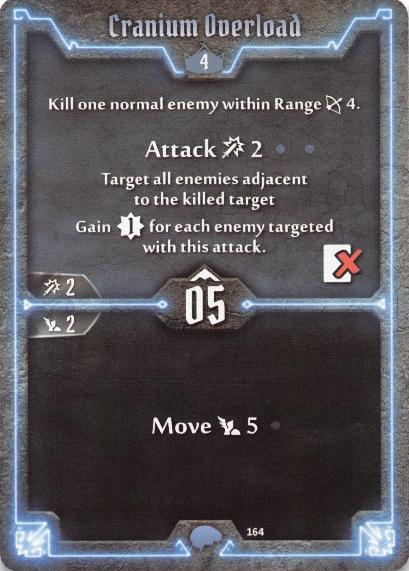 Cranium Overload
4
Kill one normal enemy within Range 4.
Attack 2
Target all enemies adjacent
to the killed target
Gain 1 for each enemy targeted
with this attack.
2
05
2
Move 5
164